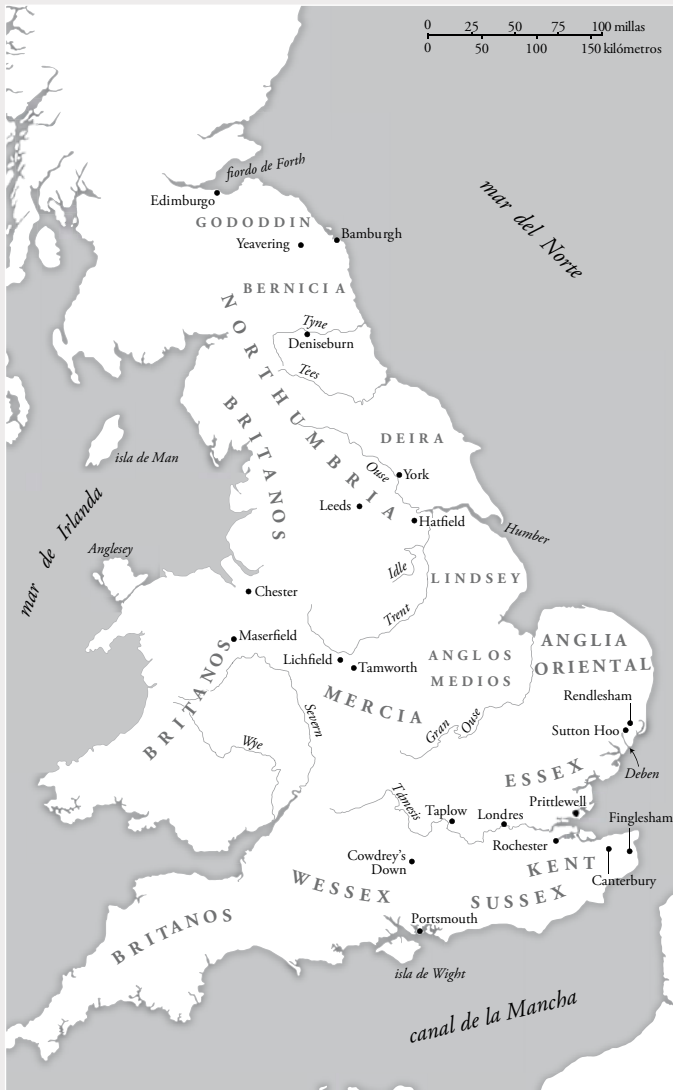 0 25 50 75 100 millas
0 50 100 150 kilómetros
fiordo de Forth
Edimburgo
mar del Norte
GODODDIN
Yeavering
Bamburgh
BERNICIA
NORTHUMBRIA
Tyne
Deniseburn
Tees
BRITANOS
DEIRA
isla de Man
Ouse
York
mar de Irlanda
Leeds
Hatfield
Humber
Anglesey
Idle
LINDSEY
Chester
Trent
Maserfield
BRITANOS
Lichfield
Tamworth
ANGLOS
MEDIOS
ANGLIA
ORIENTAL
MERCIA
Rendlesham
Severn
Gran Ouse
Sutton Hoo
Wye
Deben
ESSEX
Támesis
Taplow
Londres
Prittlewell
Finglesham
Rochester
Cowdrey's
Down
KENT
Canterbury
WESSEX
SUSSEX
BRITANOS
Portsmouth
isla de Wight
canal de la Mancha